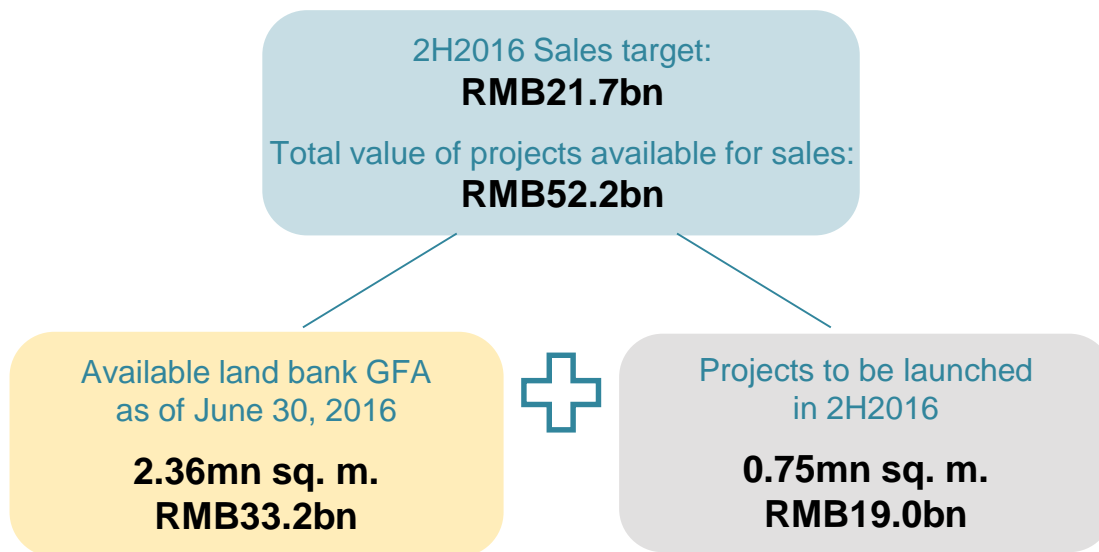 2H2016 Sales target:
RMB21.7bn
Total value of projects available for sales:
RMB52.2bn
Available land bank GFA
as of June 30, 2016
2.36mn sq. m.
RMB33.2bn
Projects to be launched
in 2H2016
0.75mn sq. m.
RMB19.0bn